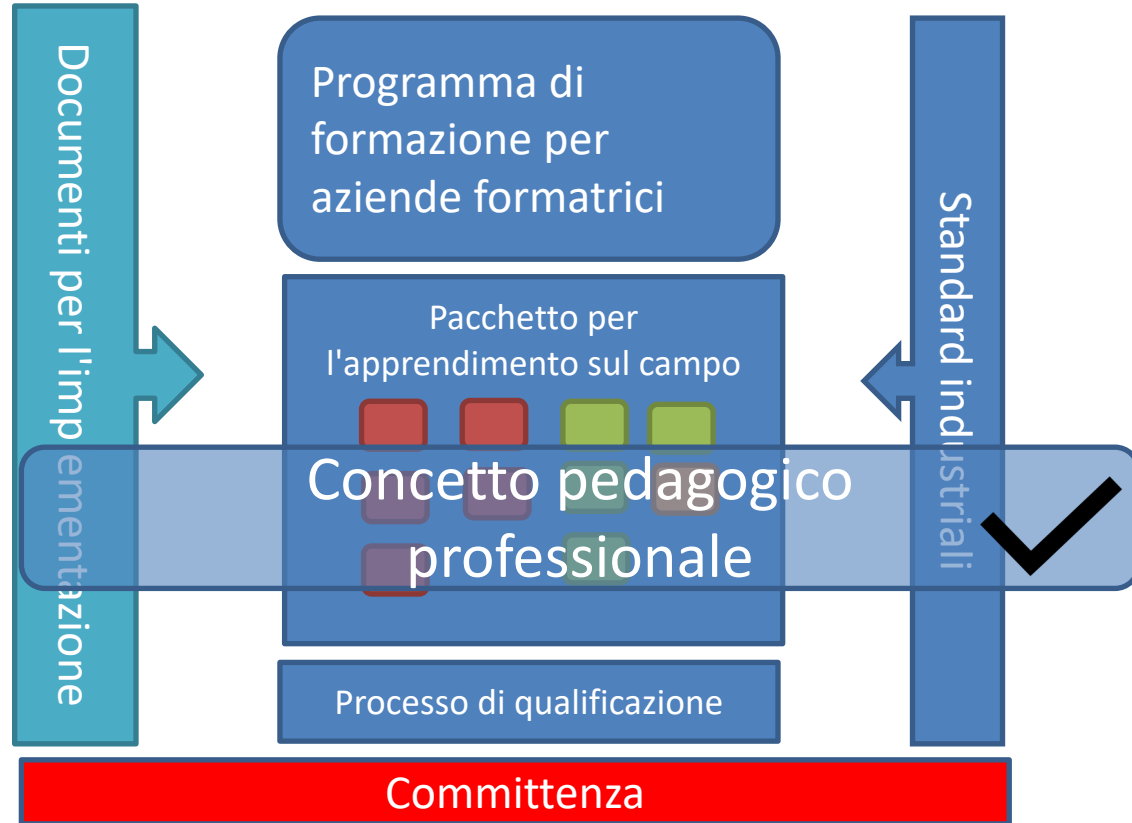 Documenti per l'implementazione
Programma di
formazione per
aziende formatrici
Standard industriali
Pacchetto per
l'apprendimento sul campo
Concetto pedagogico
professionale
Processo di qualificazione
Committenza